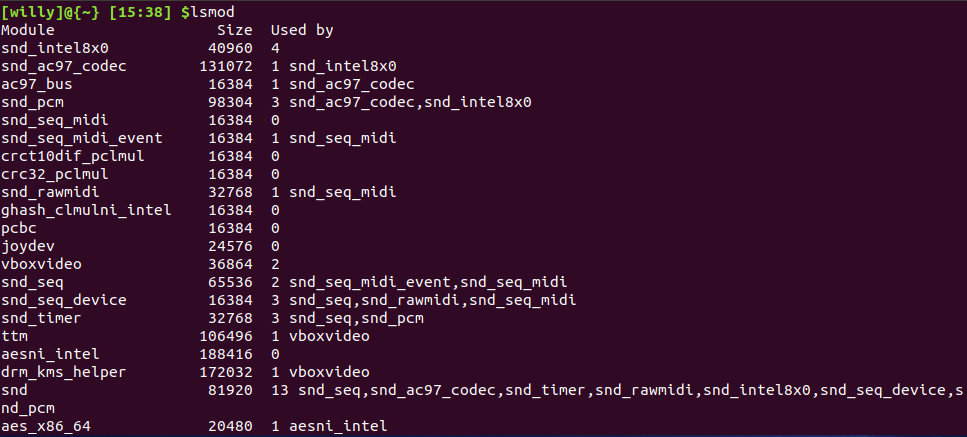 [willy]@{~} [15:38] $lsmod
Module                  Size  Used by
snd_intel8x0           40960  4
snd_ac97_codec        131072  1 snd_intel8x0
ac97_bus               16384  1 snd_ac97_codec
snd_pcm                98304  3 snd_ac97_codec,snd_intel8x0
snd_seq_midi           16384  0
snd_seq_midi_event     16384  1 snd_seq_midi
crct10dif_pclmul       16384  0
crc32_pclmul           16384  0
snd_rawmidi            32768  1 snd_seq_midi
ghash_clmulni_intel    16384  0
pcbc                   16384  0
joydev                 24576  0
vboxvideo              36864  2
snd_seq                65536  2 snd_seq_midi_event,snd_seq_midi
snd_seq_device         16384  3 snd_seq,snd_rawmidi,snd_seq_midi
snd_timer              32768  3 snd_seq,snd_pcm
ttm                   106496  1 vboxvideo
aesni_intel           188416  0
drm_kms_helper        172032  1 vboxvideo
snd                    81920  13 snd_seq,snd_ac97_codec,snd_timer,snd_rawmidi,snd_intel8x0,snd_seq_device,s
nd_pcm
aes_x86_64             20480  1 aesni_intel